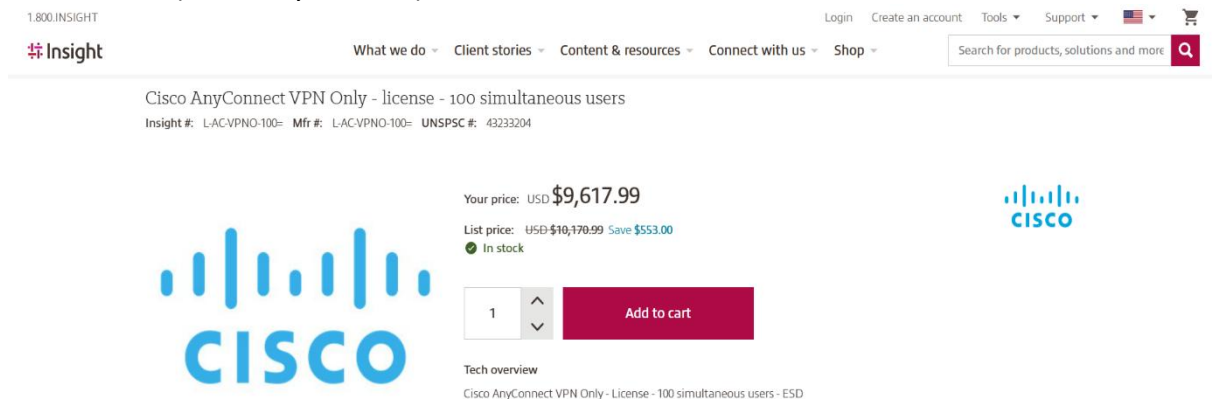 1.800.INSIGHT
Login Create an account Tools Support
Insight
What we do Client stories Content & resources Connect with us Shop
Search for products, solutions and more
Cisco AnyConnect VPN Only - license - 100 simultaneous users
Insight #: L-AC-VPNO-100= Mfr #: L-AC-VPNO-100= UNSPSC #: 43233204
Your price: USD $9,617.99
List price: USD $10,170.99 Save $553.00
In stock
CISCO
1
Add to cart
CISCO
Tech overview
Cisco AnyConnect VPN Only - License - 100 simultaneous users - ESD